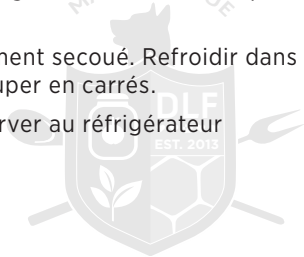 ment secoué. Refroidir dans
uper en carrés.
rver au réfrigérateur
DLF
EST. 2013